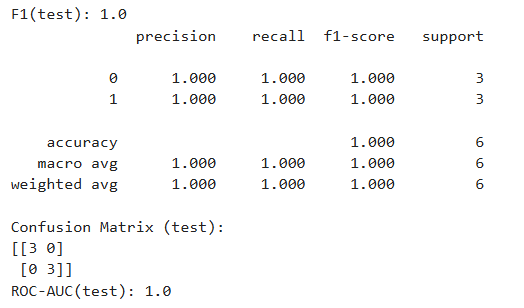 F1(test): 1.0
precision recall f1-score support
0 1.000 1.000 1.000 3
1 1.000 1.000 1.000 3
accuracy 1.000 6
macro avg 1.000 1.000 1.000 6
weighted avg 1.000 1.000 1.000 6
Confusion Matrix (test):
[[3 0]
[0 3]]
ROC-AUC(test): 1.0